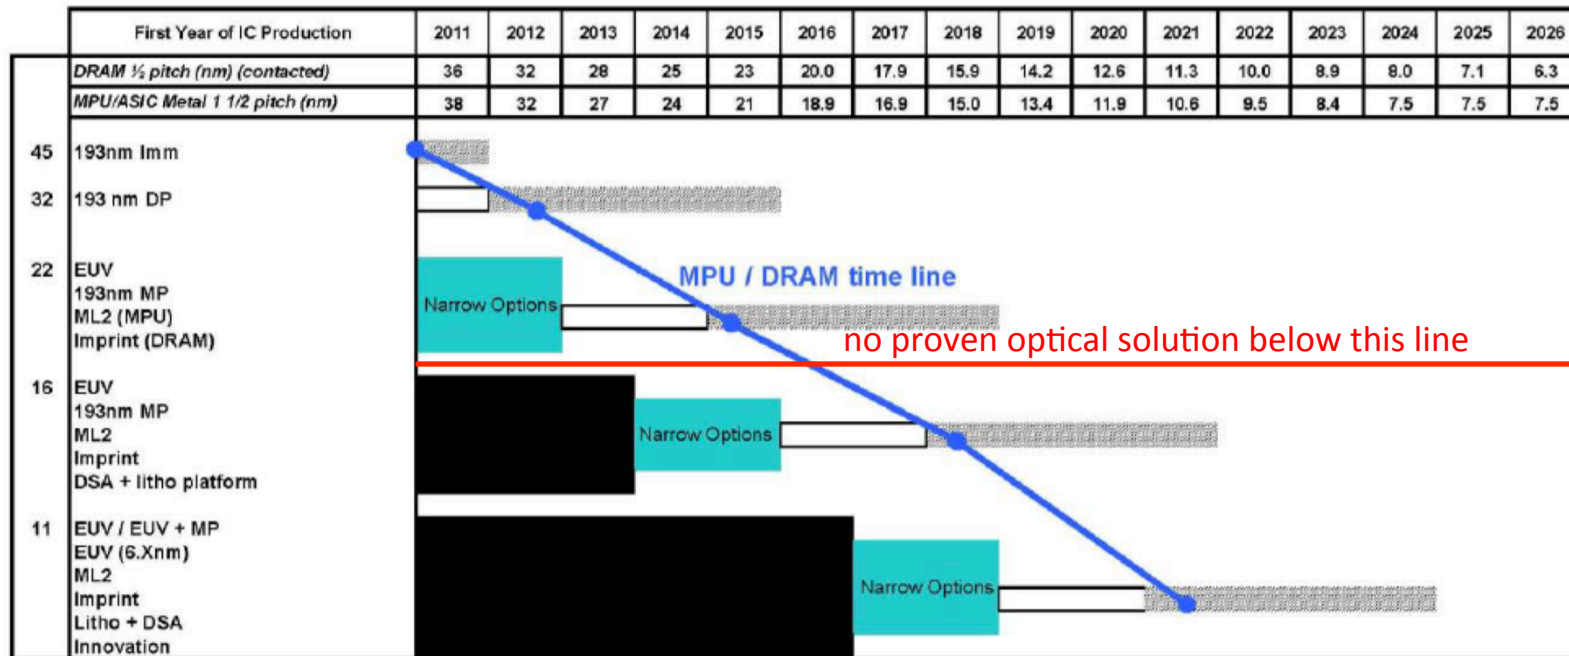 First Year of IC Production 2011 2012 2013 2014 2015 2016 2017 2018 2019 2020 2021 2022 2023 2024 2025 2026
DRAM ½ pitch (nm) (contacted) 36 32 28 25 23 20.0 17.9 15.9 14.2 12.6 11.3 10.0 8.9 8.0 7.1 6.3
MPU/ASIC Metal 1 1/2 pitch (nm) 38 32 27 24 21 18.9 16.9 15.0 13.4 11.9 10.6 9.5 8.4 7.5 7.5 7.5
45 193nm Imm
32 193 nm DP
22 EUV
193nm MP
ML2 (MPU)
Imprint (DRAM)
Narrow Options
MPU / DRAM time line
no proven optical solution below this line
16 EUV
193nm MP
ML2
Imprint
DSA + litho platform
Narrow Options
11 EUV / EUV + MP
EUV (6.Xnm)
ML2
Imprint
Litho + DSA
Innovation
Narrow Options